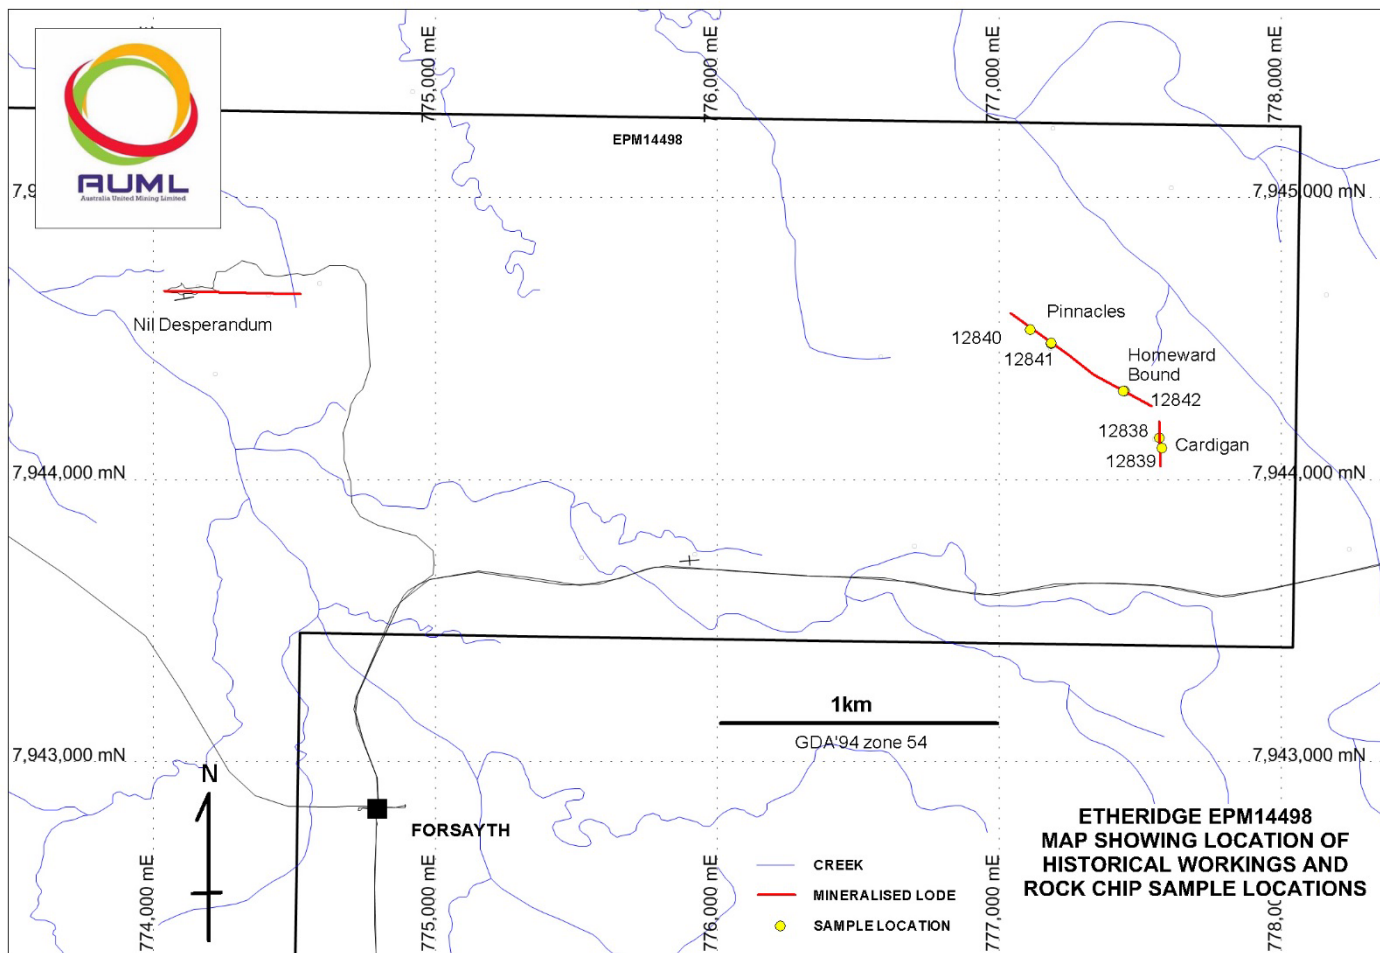 775,000 mE
776,000 mE
777,000 mE
778,000 mE
AUML
Australia United Mining Limited
EPM14498
7,945,000 mN
Nil Desperandum
Pinnacles
12840
12841
Homeward
Bound
12842
12838
Cardigan
12839
7,944,000 mN
7,944,000 mN
1km
GDA'94 zone 54
7,943,000 mN
7,943,000 mN
N
FORSAYTH
ETHERIDGE EPM14498
MAP SHOWING LOCATION OF
HISTORICAL WORKINGS AND
ROCK CHIP SAMPLE LOCATIONS
CREEK
MINERALISED LODE
SAMPLE LOCATION
774,000 mE
775,000 mE
776,000 mE
777,000 mE